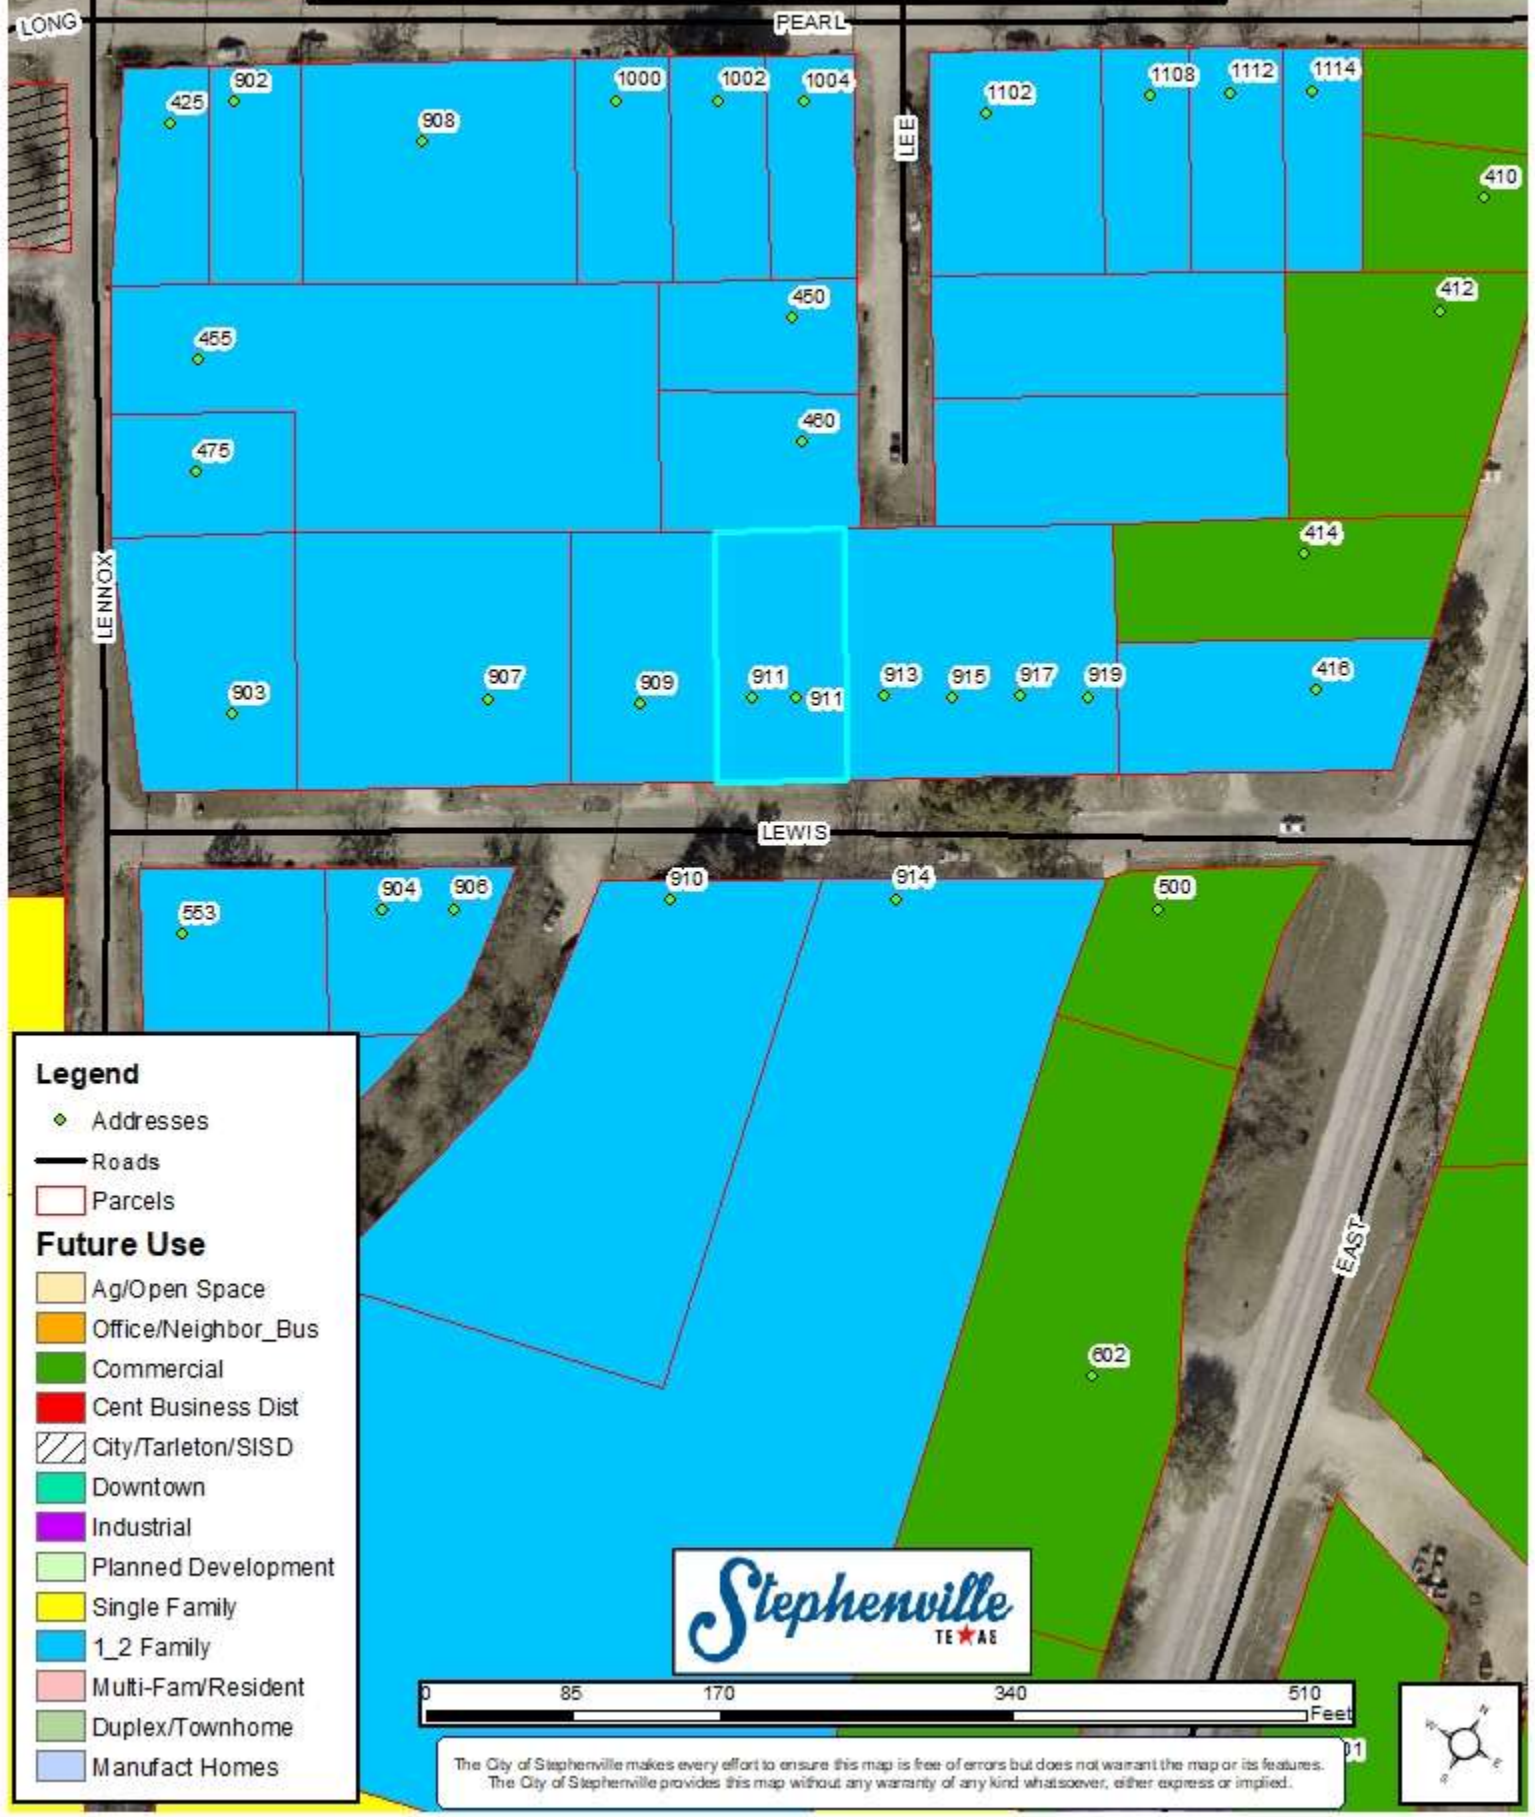 LONG
PEARL
425
902
908
1000
1002
1004
LEE
1102
1108
1112
1114
410
412
455
450
475
460
414
LENNOX
903
907
909
911
911
913
915
917
919
416
LEWIS
553
904
906
910
914
500
602
EAST
Legend
Addresses
Roads
Parcels
Future Use
Ag/Open Space
Office/Neighbor_Bus
Commercial
Cent Business Dist
City/Tarleton/SISD
Downtown
Industrial
Planned Development
Single Family
1_2 Family
Multi-Fam/Resident
Duplex/Townhome
Manufact Homes
Stephenville
TEXAS
0 85 170 340 510
Feet
The City of Stephenville makes every effort to ensure this map is free of errors but does not warrant the map or its features.
The City of Stephenville provides this map without any warranty of any kind whatsoever, either express or implied.
N
E
S
W